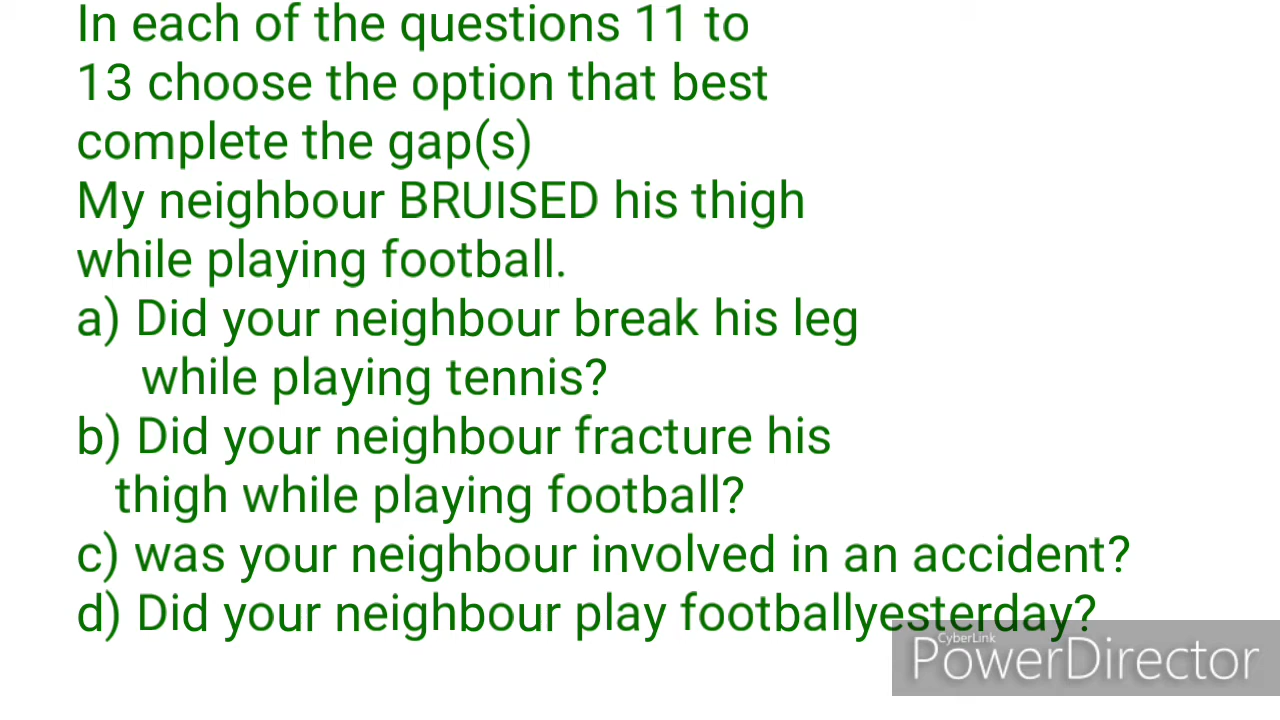 In each of the questions 11 to
13 choose the option that best
complete the gap(s)
My neighbour BRUISED his thigh
while playing football.
a) Did your neighbour break his leg
while playing tennis?
b) Did your neighbour fracture his
thigh while playing football?
c) was your neighbour involved in an accident?
d) Did your neighbour play footballyesterday?
CyberLink
PowerDirector